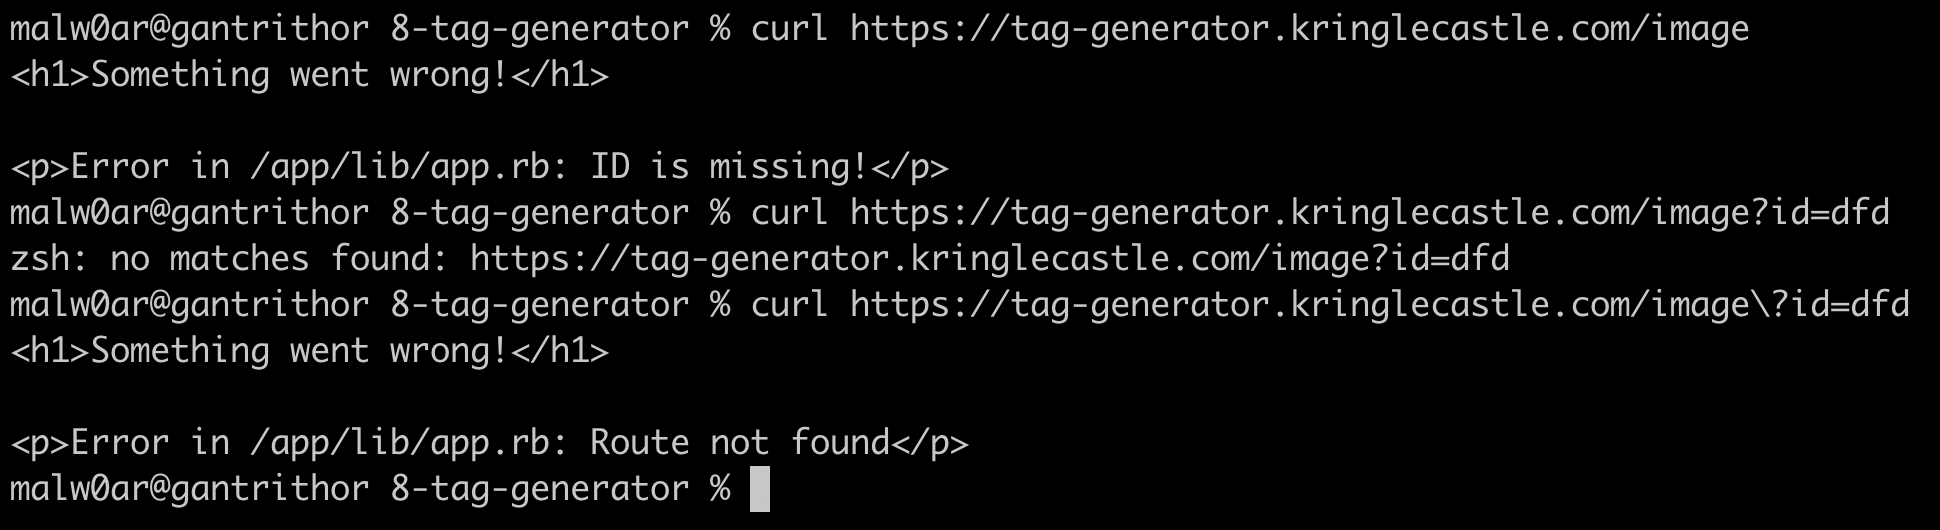 malw0ar@gantrithor 8-tag-generator % curl https://tag-generator.kringlecastle.com/image
<h1>Something went wrong!</h1>
<p>Error in /app/lib/app.rb: ID is missing!</p>
malw0ar@gantrithor 8-tag-generator % curl https://tag-generator.kringlecastle.com/image?id=dfd
zsh: no matches found: https://tag-generator.kringlecastle.com/image?id=dfd
malw0ar@gantrithor 8-tag-generator % curl https://tag-generator.kringlecastle.com/image\?id=dfd
<h1>Something went wrong!</h1>
<p>Error in /app/lib/app.rb: Route not found</p>
malw0ar@gantrithor 8-tag-generator %